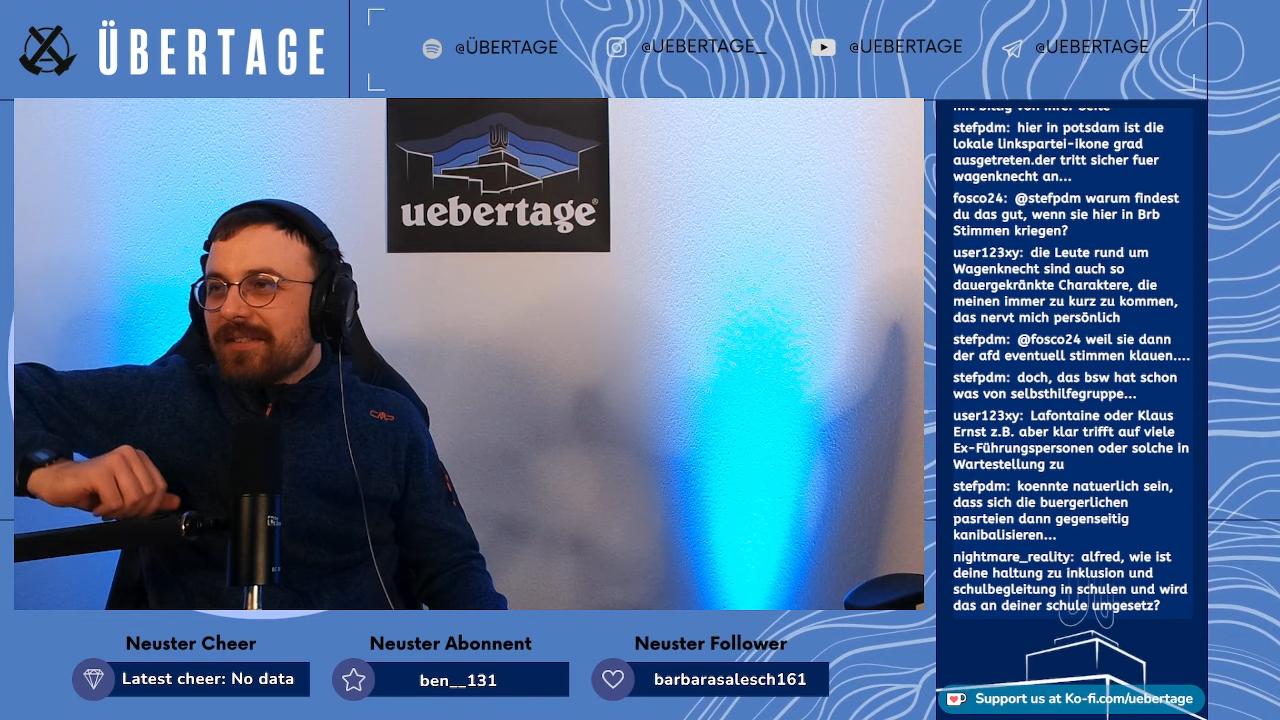 ÜBERTAGE
@ÜBERTAGE
@UEBERTAGE_
@UEBERTAGE
@UEBERTAGE
uebertage®
stefpdm: hier in potsdam ist die
lokale linkspartei-ikone grad
ausgetreten.der tritt sicher fuer
wagenknecht an...
fosco24: @stefpdm warum findest
du das gut, wenn sie hier in Brb
Stimmen kriegen?
user123xy: die Leute rund um
Wagenknecht sind auch so
dauergekränkte Charaktere, die
meinen immer zu kurz zu kommen,
das nervt mich persönlich
stefpdm: @fosco24 weil sie dann
der afd eventuell stimmen klauen....
stefpdm: doch, das bsw hat schon
was von selbsthilfegruppe...
user123xy: Lafontaine oder Klaus
Ernst z.B. aber klar trifft auf viele
Ex-Führungspersonen oder solche in
Wartestellung zu
stefpdm: koennte natuerlich sein,
dass sich die buergerlichen
pasrteien dann gegenseitig
kanibalisieren...
nightmare_reality: alfred, wie ist
deine haltung zu inklusion und
schulbegleitung in schulen und wird
das an deiner schule umgesetz?
Neuster Cheer
Latest cheer: No data
Neuster Abonnent
ben__131
Neuster Follower
barbarasalesch161
Support us at Ko-fi.com/uebertage